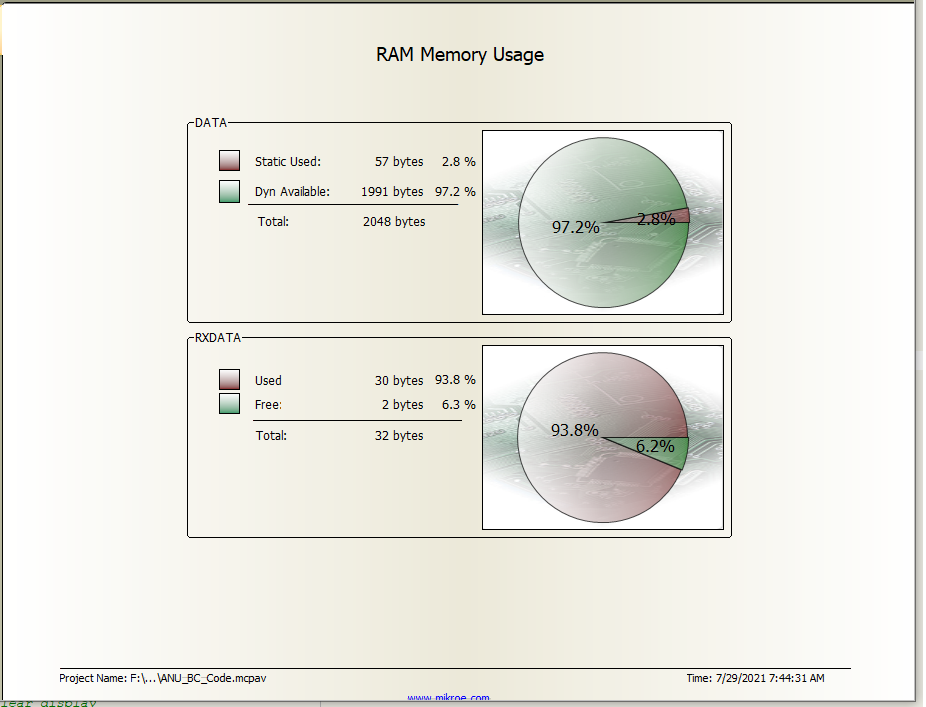 RAM Memory Usage
DATA
Static Used: 57 bytes 2.8 %
Dyn Available: 1991 bytes 97.2 %
Total: 2048 bytes
97.2% 2.8%
RXDATA
Used 30 bytes 93.8 %
Free: 2 bytes 6.3 %
Total: 32 bytes
93.8% 6.2%
Project Name: F:\...\ANU_BC_Code.mcpav Time: 7/29/2021 7:44:31 AM
www.mikroe.com
lear display